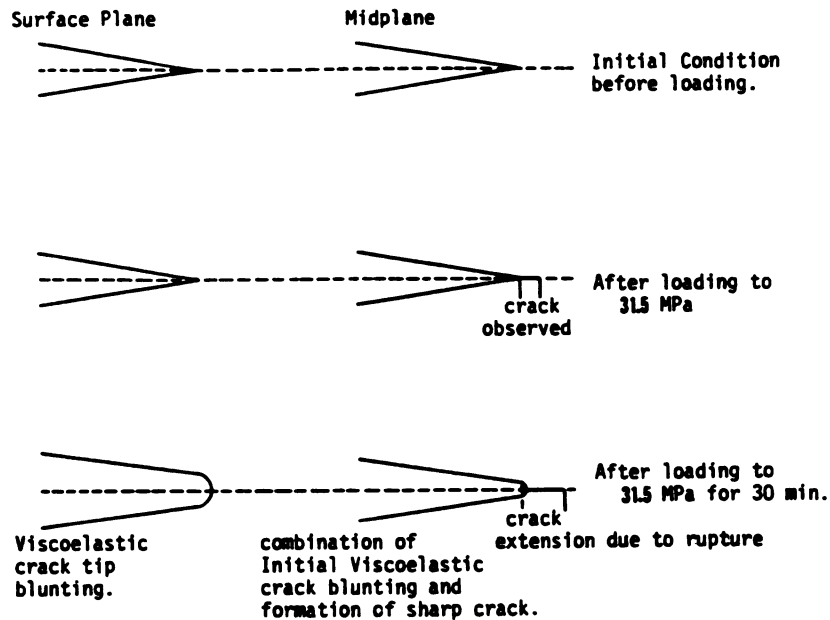 Surface Plane
Midplane
Initial Condition
before loading.
After loading to
31.5 MPa
crack
observed
After loading to
31.5 MPa for 30 min.
crack
extension due to rupture
Viscoelastic
crack tip
blunting.
combination of
Initial Viscoelastic
crack blunting and
formation of sharp crack.